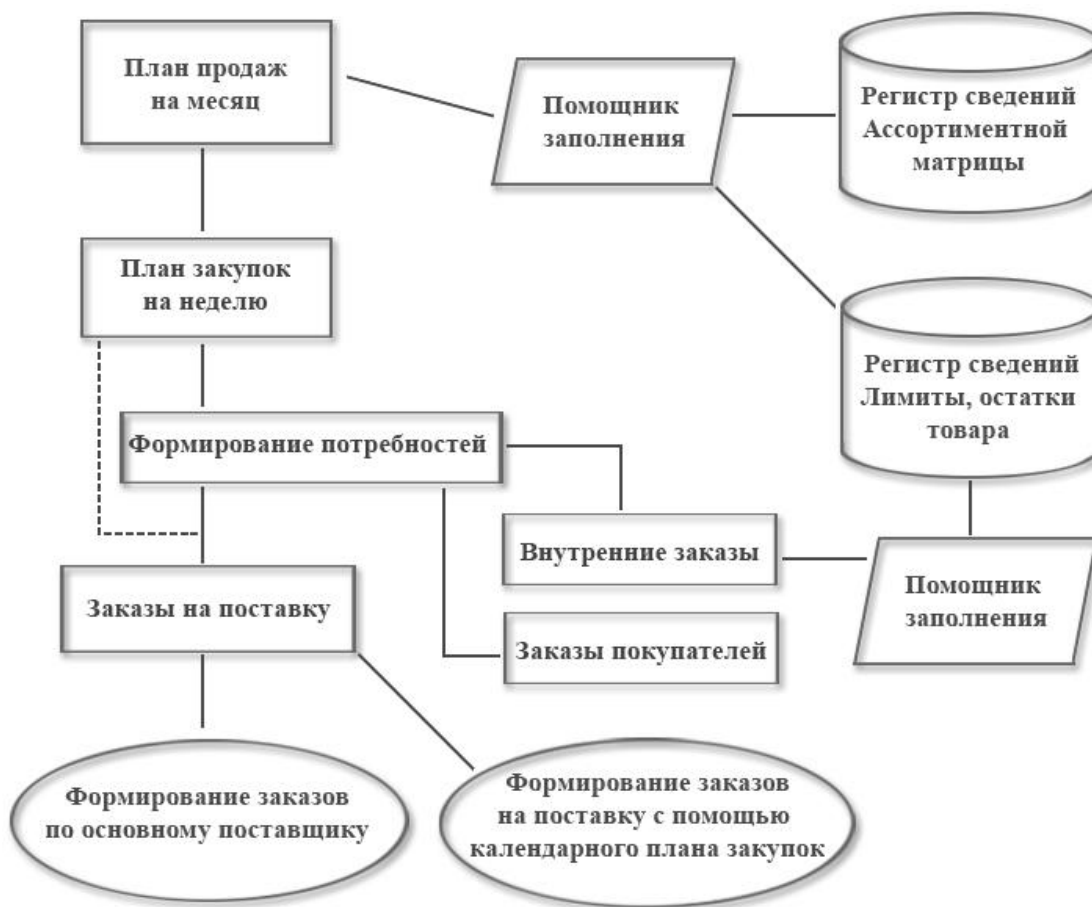 План продаж
на месяц
Помощник
заполнения
Регистр сведений
Ассортиментной
матрицы
План закупок
на неделю
Регистр сведений
Лимиты, остатки
товара
Формирование потребностей
Внутренние заказы
Помощник
заполнения
Заказы на поставку
Заказы покупателей
Формирование заказов
по основному поставщику
Формирование заказов
на поставку с помощью
календарного плана закупок